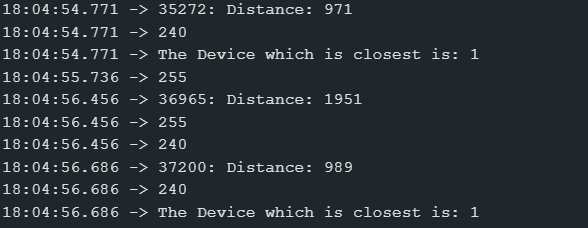 18:04:54.771 -> 35272: Distance: 971
18:04:54.771 -> 240
18:04:54.771 -> The Device which is closest is: 1
18:04:55.736 -> 255
18:04:56.456 -> 36965: Distance: 1951
18:04:56.456 -> 255
18:04:56.456 -> 240
18:04:56.686 -> 37200: Distance: 989
18:04:56.686 -> 240
18:04:56.686 -> The Device which is closest is: 1